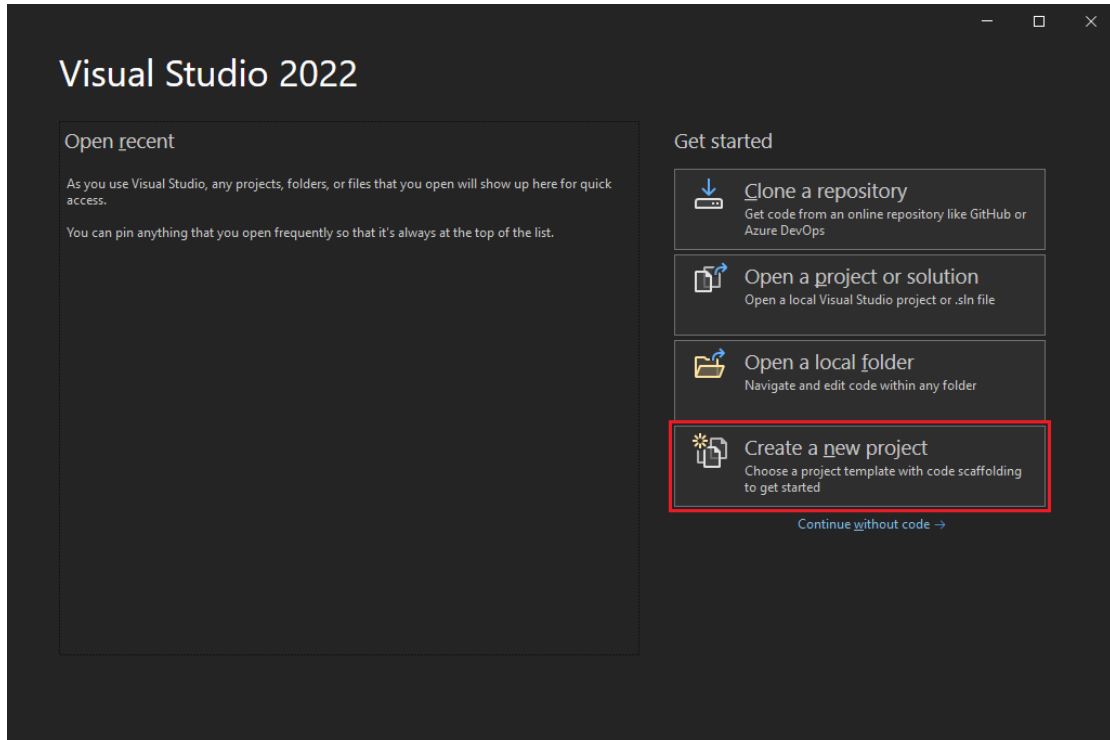 Visual Studio 2022
Open recent
As you use Visual Studio, any projects, folders, or files that you open will show up here for quick
access.
You can pin anything that you open frequently so that it's always at the top of the list.
Get started
Clone a repository
Get code from an online repository like GitHub or
Azure DevOps
Open a project or solution
Open a local Visual Studio project or .sln file
Open a local folder
Navigate and edit code within any folder
Create a new project
Choose a project template with code scaffolding
to get started
Continue without code →